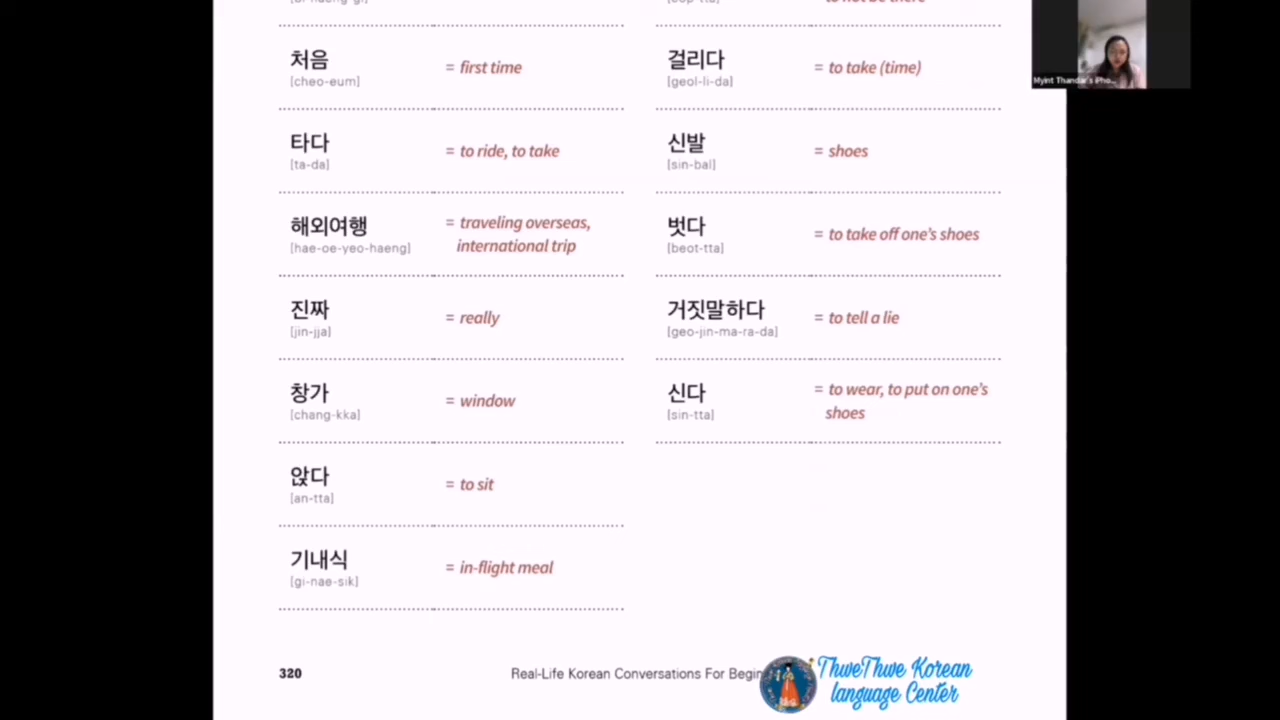 처음
[cheo-eum]
= first time
타다
[ta-da]
= to ride, to take
해외여행
[hae-oe-yeo-haeng]
= traveling overseas,
international trip
진짜
[jin-jja]
= really
창가
[chang-kka]
= window
앉다
[an-tta]
= to sit
기내식
[gi-nae-sik]
= in-flight meal
걸리다
[geol-li-da]
= to take (time)
신발
[sin-bal]
= shoes
벗다
[beot-tta]
= to take off one's shoes
거짓말하다
[geo-jin-ma-ra-da]
= to tell a lie
신다
[sin-tta]
= to wear, to put on one's
shoes
320
Real-Life Korean Conversations For Begin
ThweThwe Korean
language Center
Myint Thandar's iPho...